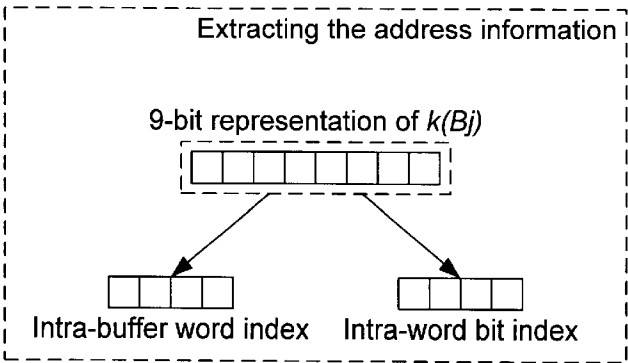 Extracting the address information
9-bit representation of k(Bj)
Intra-buffer word index
Intra-word bit index